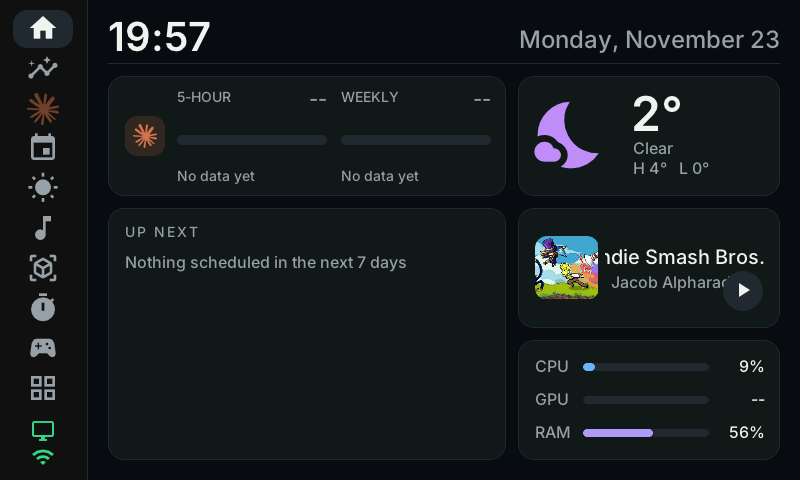 19:57
Monday, November 23
5-HOUR --
WEEKLY --
No data yet
No data yet
2°
Clear
H 4° L 0°
UP NEXT
Nothing scheduled in the next 7 days
ndie Smash Bros.
Jacob Alpharad
CPU 9%
GPU --
RAM 56%